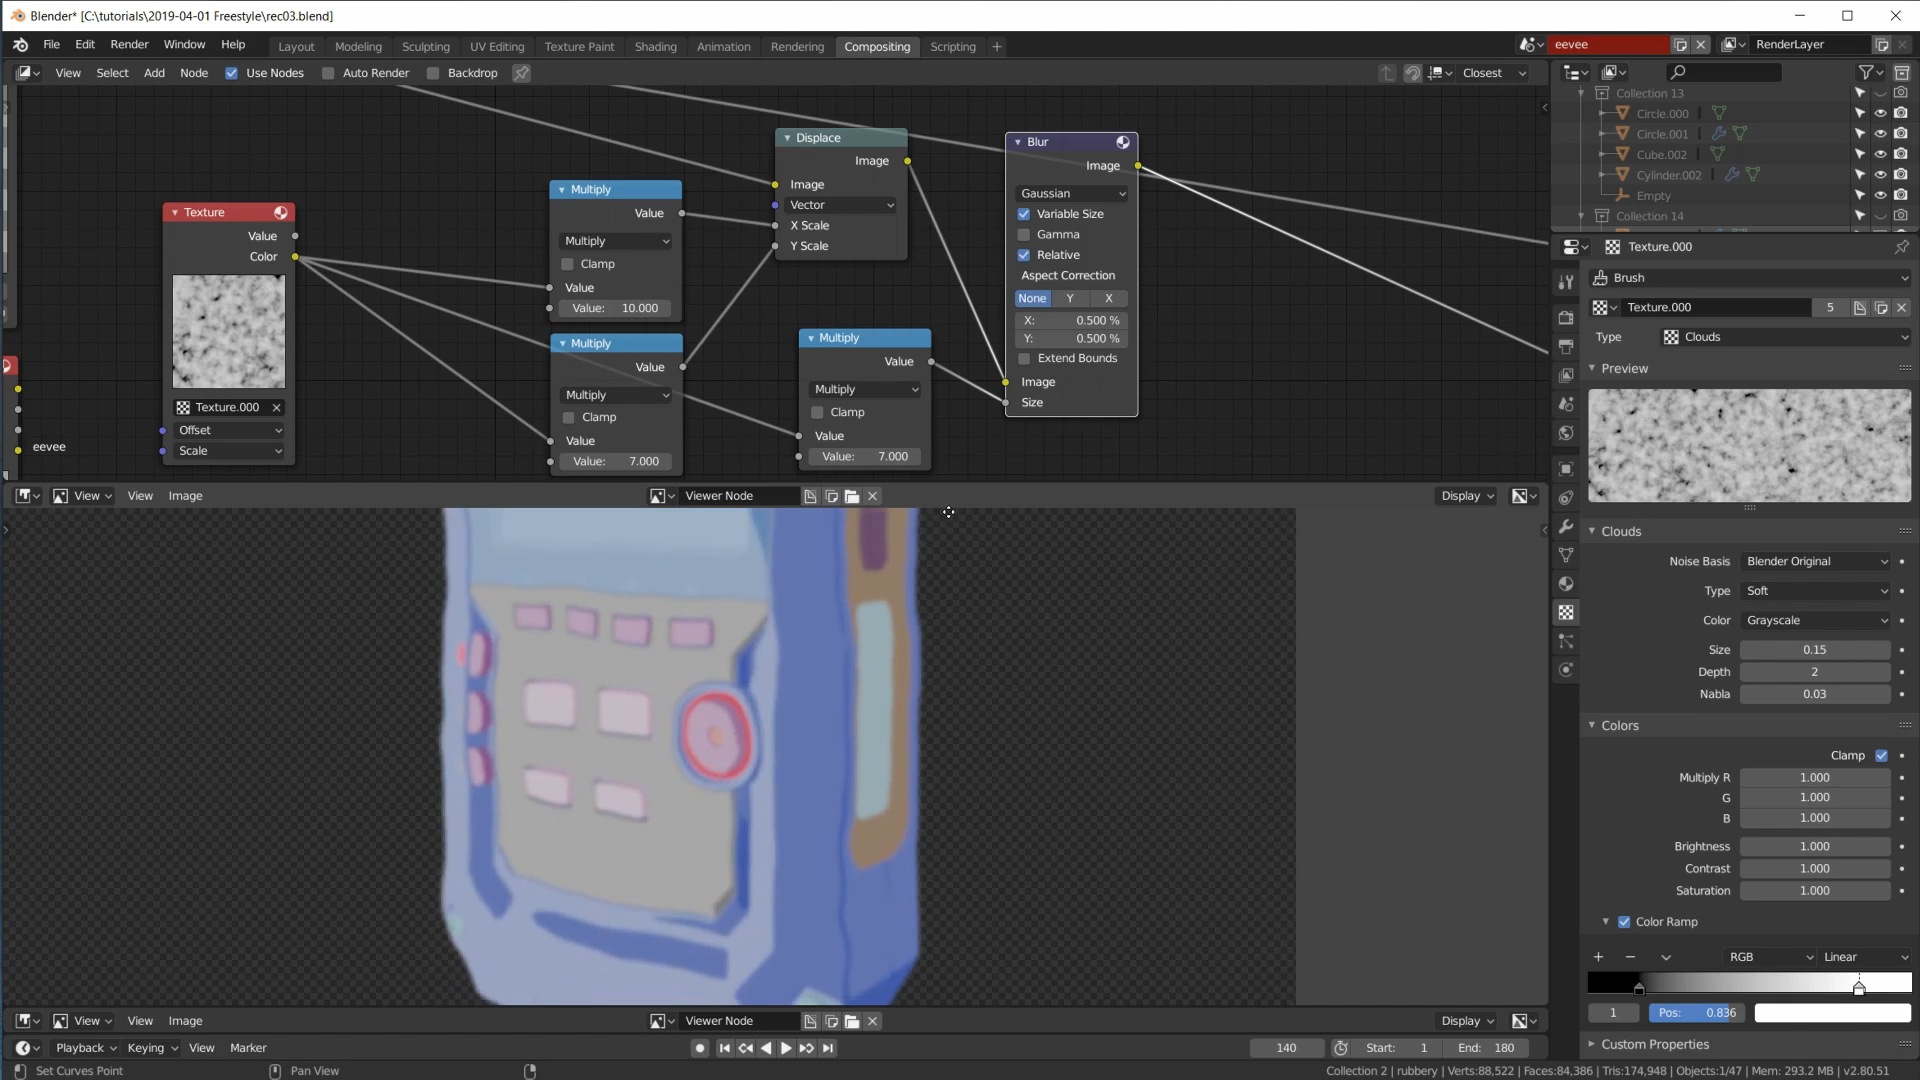 Blender* [C:\tutorials\2019-04-01 Freestyle\rec03.blend]
File Edit Render Window Help Layout Modeling Sculpting UV Editing Texture Paint Shading Animation Rendering Compositing Scripting + eevee RenderLayer
View Select Add Node Use Nodes Auto Render Backdrop Closest
Collection 13
Circle.000
Circle.001
Cube.002
Cylinder.002
Empty
Collection 14
Texture
Value
Color
Texture.000
Offset
Scale
eevee
Multiply
Value
Multiply
Clamp
Value
Value: 10.000
Multiply
Value
Multiply
Clamp
Value
Value: 7.000
Displace
Image
Image
Vector
X Scale
Y Scale
Multiply
Value
Multiply
Clamp
Value
Value: 7.000
Blur
Image
Gaussian
Variable Size
Gamma
Relative
Aspect Correction
None Y X
X: 0.500 %
Y: 0.500 %
Extend Bounds
Image
Size
Texture.000
Brush
Texture.000 5
Type Clouds
Preview
Clouds
Noise Basis Blender Original
Type Soft
Color Grayscale
Size 0.15
Depth 2
Nabla 0.03
Colors
Clamp
Multiply R 1.000
G 1.000
B 1.000
Brightness 1.000
Contrast 1.000
Saturation 1.000
Color Ramp
+ − RGB Linear
1 Pos: 0.836
Custom Properties
View View Image Viewer Node Display
View View Image Viewer Node Display
Playback Keying View Marker 140 Start: 1 End: 180
Set Curves Point Pan View Collection 2 | rubbery | Verts:88,522 | Faces:84,386 | Tris:174,948 | Objects:1/47 | Mem: 293.2 MB | v2.80.51